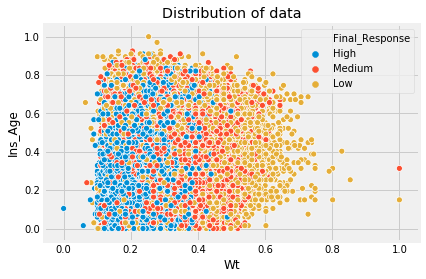 Distribution of data
Final_Response
High
Medium
Low
1.0
0.8
0.6
0.4
0.2
0.0
Ins_Age
0.0
0.2
0.4
0.6
0.8
1.0
Wt